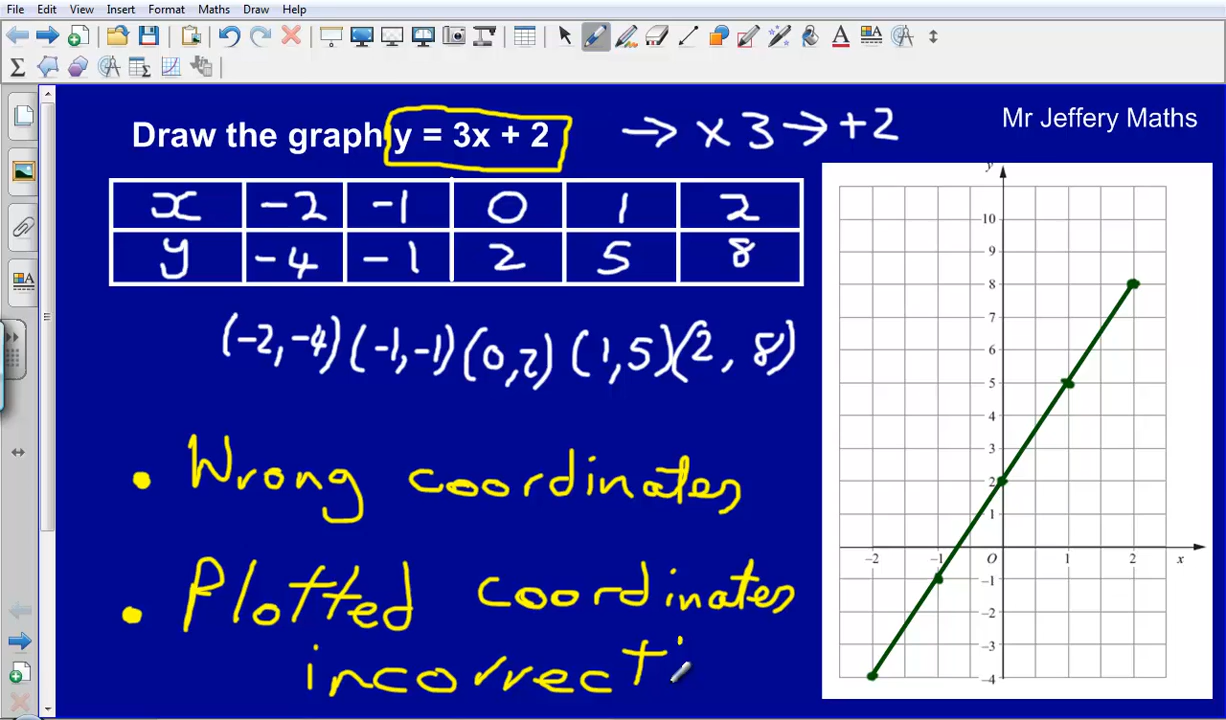 File Edit View Insert Format Maths Draw Help
Draw the graph y = 3x + 2
→ × 3 → + 2
Mr Jeffery Maths
x -2 -1 0 1 2
y -4 -1 2 5 8
(-2,-4) (-1,-1) (0,2) (1,5) (2, 8)
• Wrong coordinates
• Plotted coordinates
incorrect
y
10
9
8
7
6
5
4
3
2
1
-2 -1 O 1 2 x
-1
-2
-3
-4